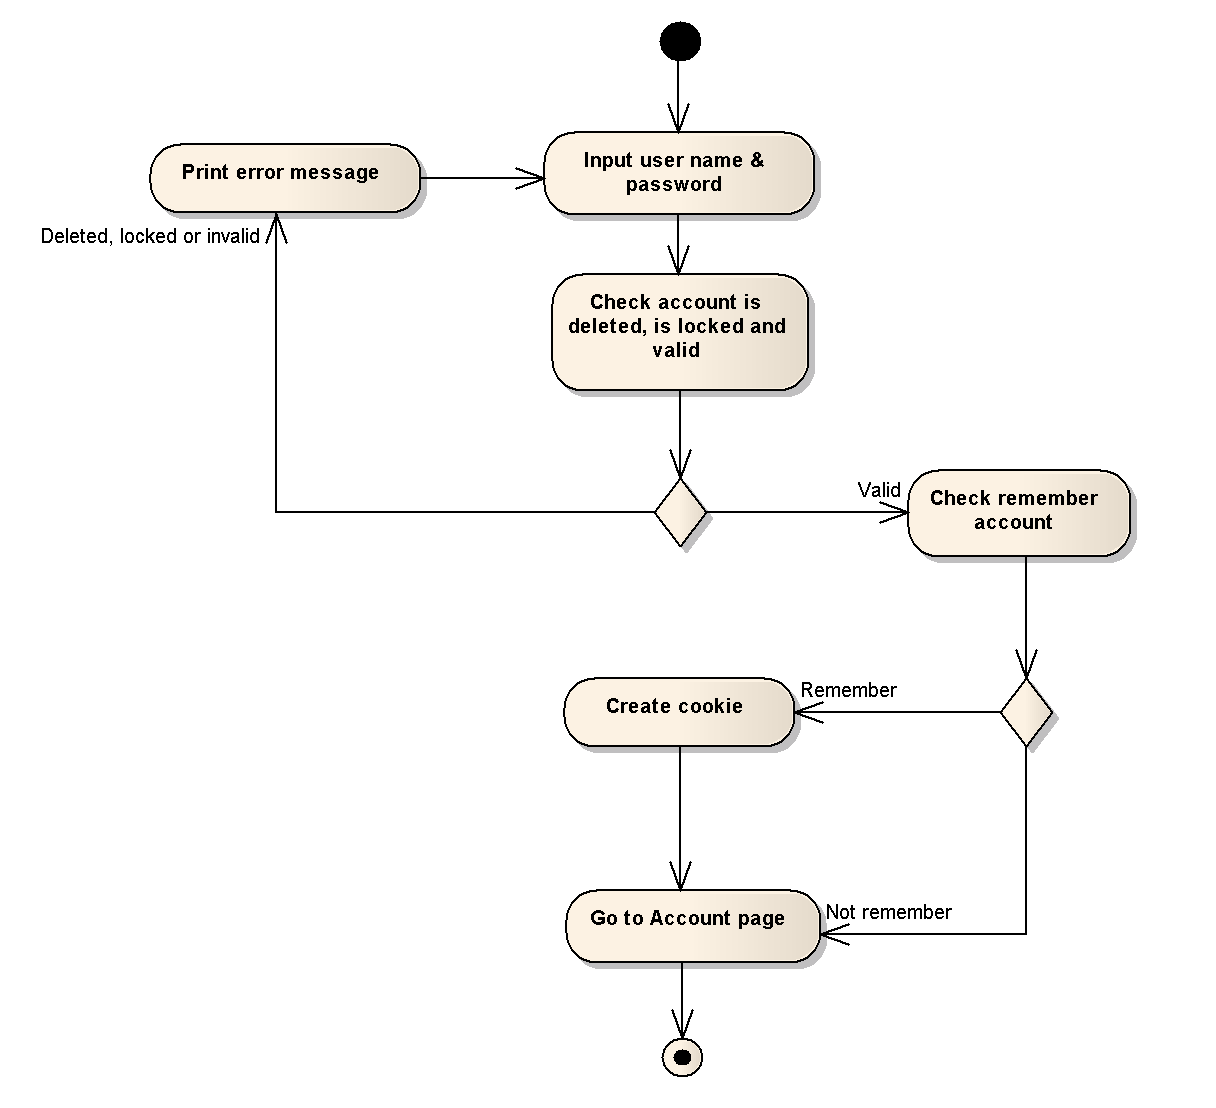 Input user name &
password
Print error message
Deleted, locked or invalid
Check account is
deleted, is locked and
valid
Valid
Check remember
account
Remember
Create cookie
Go to Account page
Not remember